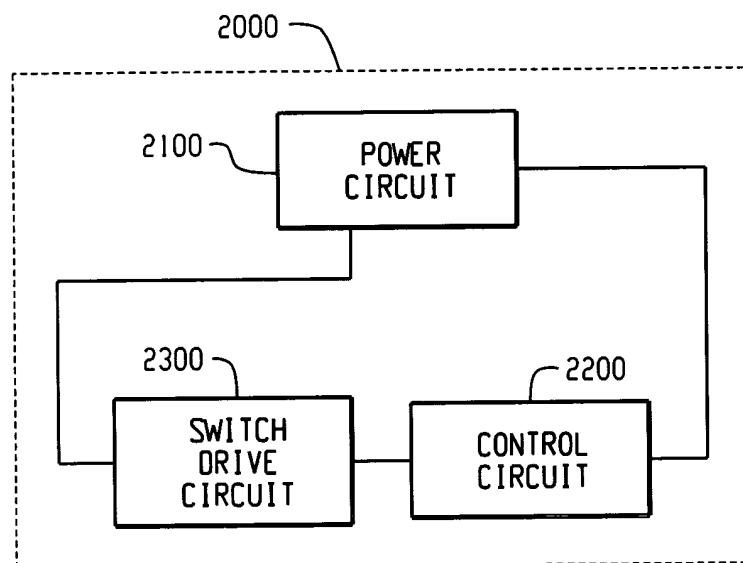 2000
2100
POWER
CIRCUIT
2300
2200
SWITCH
DRIVE
CIRCUIT
CONTROL
CIRCUIT